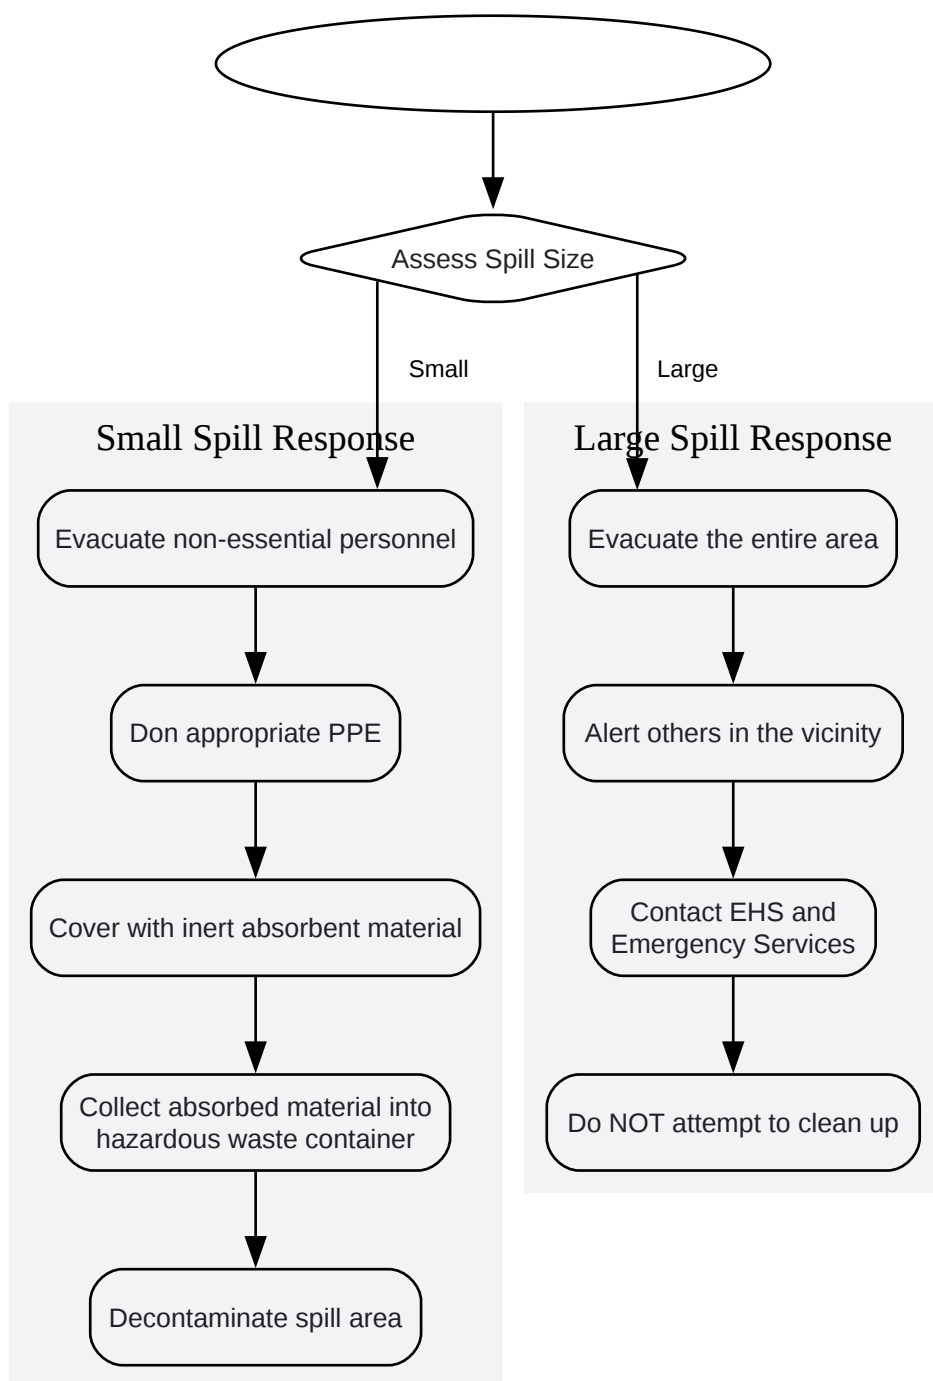 Assess Spill Size
Small
Large
Small Spill Response
Evacuate non-essential personnel
Don appropriate PPE
Cover with inert absorbent material
Collect absorbed material into
hazardous waste container
Decontaminate spill area
Large Spill Response
Evacuate the entire area
Alert others in the vicinity
Contact EHS and
Emergency Services
Do NOT attempt to clean up